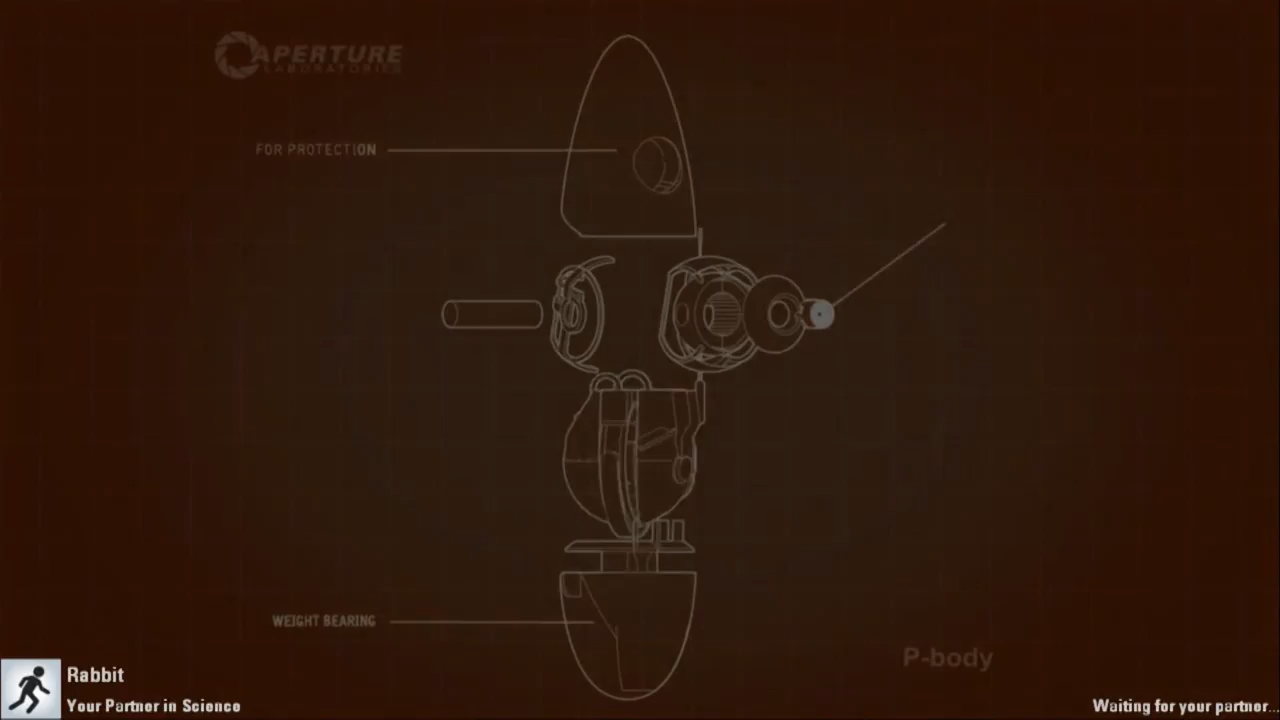 APERTURE
LABORATORIES
FOR PROTECTION
WEIGHT BEARING
P-body
Rabbit
Your Partner in Science
Waiting for your partner...